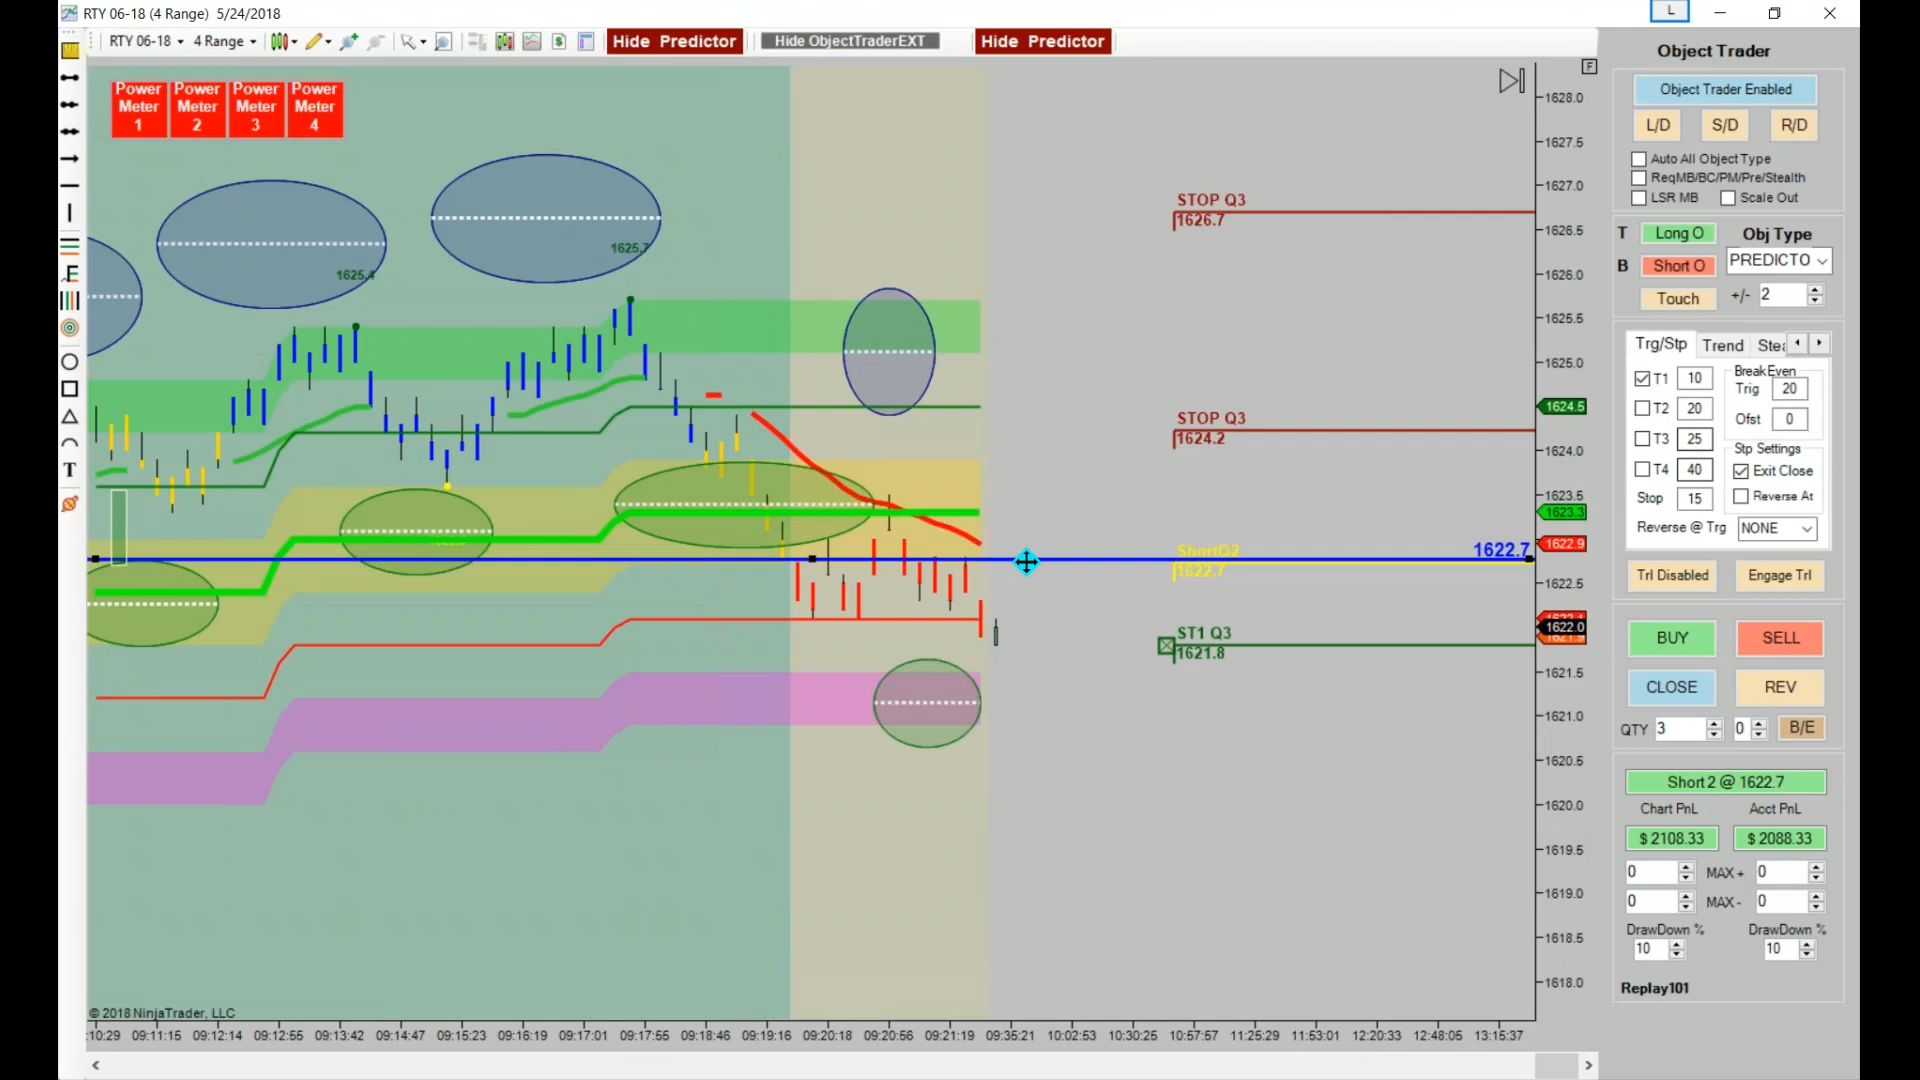 RTY 06-18 (4 Range)  5/24/2018
L
RTY 06-18
4 Range
Hide Predictor
Hide ObjectTraderEXT
Hide Predictor
Power Meter 1
Power Meter 2
Power Meter 3
Power Meter 4
F
E
T
1625.4
1625.7
STOP Q3
1626.7
STOP Q3
1624.2
ShortQ2
1622.7
1622.7
ST1 Q3
1621.8
1628.0
1627.5
1627.0
1626.5
1626.0
1625.5
1625.0
1624.5
1624.0
1623.5
1623.3
1622.9
1622.5
1622.0
1621.5
1621.0
1620.5
1620.0
1619.5
1619.0
1618.5
1618.0
© 2018 NinjaTrader, LLC
:10:29 09:11:15 09:12:14 09:12:55 09:13:42 09:14:47 09:15:23 09:16:19 09:17:01 09:17:55 09:18:46 09:19:16 09:20:18 09:20:56 09:21:19 09:35:21 10:02:53 10:30:25 10:57:57 11:25:29 11:53:01 12:20:33 12:48:05 13:15:37
Object Trader
Object Trader Enabled
L/D S/D R/D
Auto All Object Type
ReqMB/BC/PM/Pre/Stealth
LSR MB Scale Out
T Long O Obj Type
B Short O PREDICTO
Touch +/- 2
Trg/Stp Trend Stea
T1 10
T2 20
T3 25
T4 40
Stop 15
BreakEven
Trig 20
Ofst 0
Stp Settings
Exit Close
Reverse At
Reverse @ Trg NONE
Trl Disabled Engage Trl
BUY SELL
CLOSE REV
QTY 3 0 B/E
Short 2 @ 1622.7
Chart PnL Acct PnL
$ 2108.33 $ 2088.33
0 MAX + 0
0 MAX - 0
DrawDown % DrawDown %
10 10
Replay101